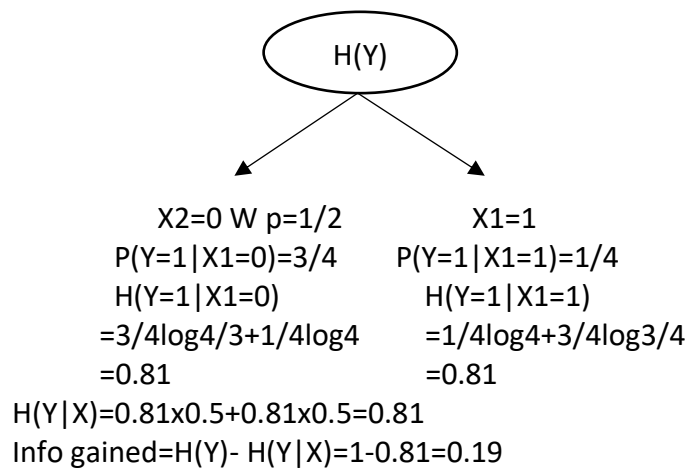 H(Y)
X2=0 W p=1/2 X1=1
P(Y=1|X1=0)=3/4 P(Y=1|X1=1)=1/4
H(Y=1|X1=0) H(Y=1|X1=1)
=3/4log4/3+1/4log4 =1/4log4+3/4log3/4
=0.81 =0.81
H(Y|X)=0.81x0.5+0.81x0.5=0.81
Info gained=H(Y)- H(Y|X)=1-0.81=0.19